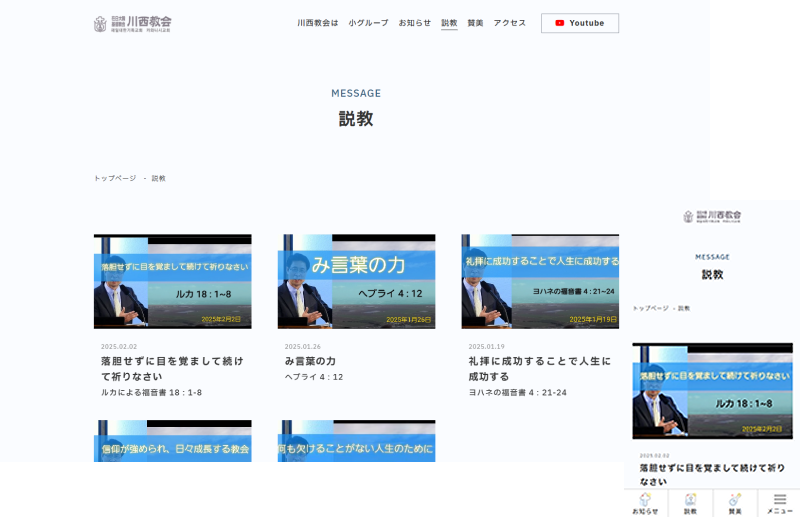 川西教会
川西教会は 小グループ お知らせ 説教 賛美 アクセス Youtube
MESSAGE
説教
トップページ - 説教
落胆せずに目を覚まして続けて祈りなさい
ルカ 18 : 1~8
2025年2月2日
み言葉の力
ヘブライ 4 : 12
2025年1月26日
礼拝に成功することで人生に成功する
ヨハネの福音書 4 : 21~24
2025年1月19日
2025.02.02
落胆せずに目を覚まして続け
て祈りなさい
ルカによる福音書 18 : 1-8
2025.01.26
み言葉の力
ヘブライ 4 : 12
2025.01.19
礼拝に成功することで人生に
成功する
ヨハネの福音書 4 : 21-24
信仰が強められ、日々成長する教会
何も欠けることがない人生のために
川西教会
MESSAGE
説教
トップページ - 説教
落胆せずに目を覚まして続けて祈りなさい
ルカ 18 : 1~8
2025年2月2日
2025.02.02
落胆せずに目を覚まして続けて祈り
なさい
お知らせ 説教 賛美 メニュー